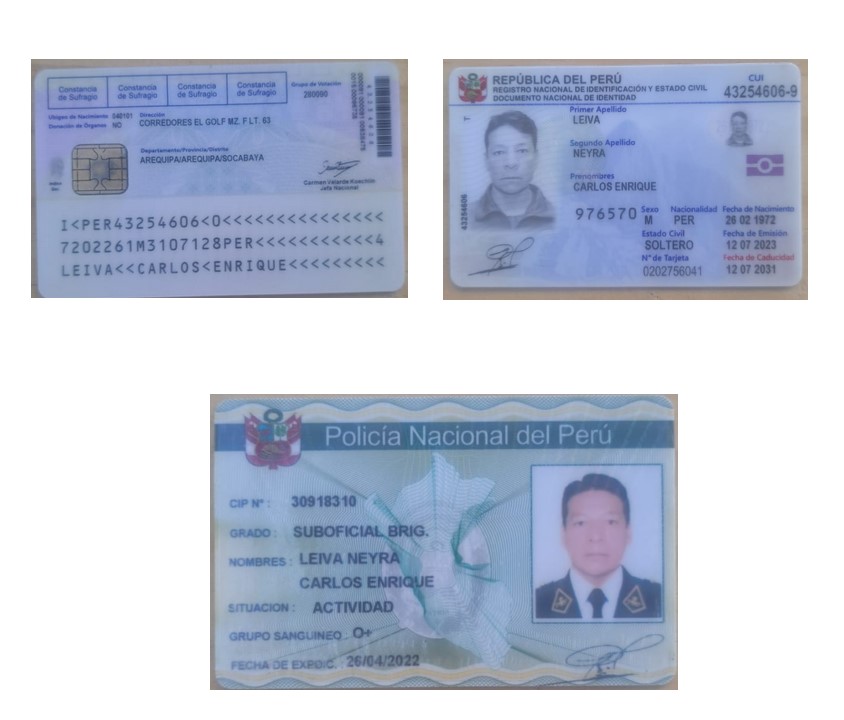 Constancia de Sufragio
Constancia de Sufragio
Constancia de Sufragio
Constancia de Sufragio
Grupo de Votación
280090
Ubigeo de Nacimiento 040101
Donación de Órganos NO
Dirección
CORREDORES EL GOLF MZ. F LT. 63
Departamento/Provincia/Distrito
AREQUIPA/AREQUIPA/SOCABAYA
Carmen Velarde Koechlin
Jefa Nacional
I<PER43254606<0<<<<<<<<<<<<<<<
7202261M3107128PER<<<<<<<<<<<4
LEIVA<<CARLOS<ENRIQUE<<<<<<<<<
REPÚBLICA DEL PERÚ
REGISTRO NACIONAL DE IDENTIFICACIÓN Y ESTADO CIVIL
DOCUMENTO NACIONAL DE IDENTIDAD
CUI
43254606-9
Primer Apellido
LEIVA
Segundo Apellido
NEYRA
Prenombres
CARLOS ENRIQUE
T
43254606
976570
Sexo Nacionalidad Fecha de Nacimiento
M PER 26 02 1972
Estado Civil Fecha de Emisión
SOLTERO 12 07 2023
N° de Tarjeta Fecha de Caducidad
0202756041 12 07 2031
Policía Nacional del Perú
CIP N° : 30918310
GRADO : SUBOFICIAL BRIG.
NOMBRES : LEIVA NEYRA
CARLOS ENRIQUE
SITUACION : ACTIVIDAD
GRUPO SANGUINEO : O+
FECHA DE EXPDIC. : 26/04/2022